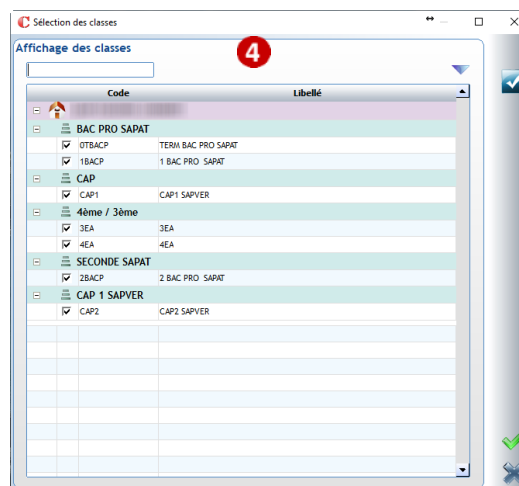 Sélection des classes
Affichage des classes
4
Code Libellé
BAC PRO SAPAT
0TBACP TERM BAC PRO SAPAT
1BACP 1 BAC PRO SAPAT
CAP
CAP1 CAP1 SAPVER
4ème / 3ème
3EA 3EA
4EA 4EA
SECONDE SAPAT
2BACP 2 BAC PRO SAPAT
CAP 1 SAPVER
CAP2 CAP2 SAPVER